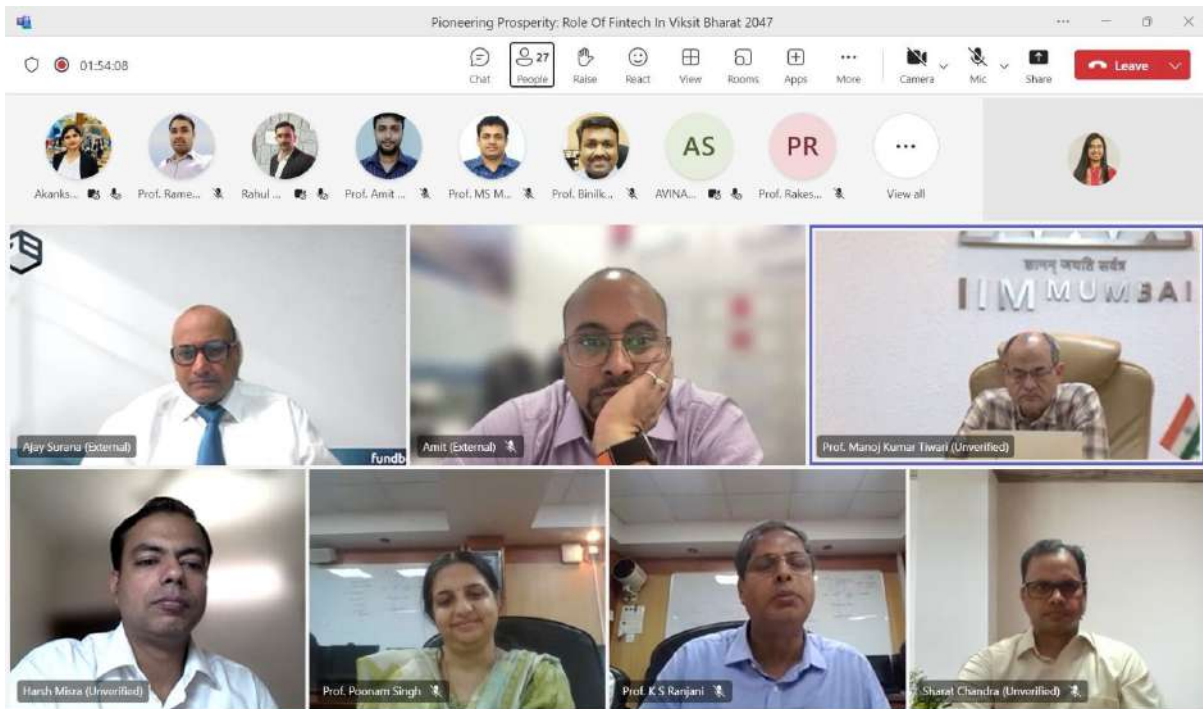 Pioneering Prosperity: Role Of Fintech In Viksit Bharat 2047
01:54:08
Chat
27
People
Raise
React
View
Rooms
Apps
More
Camera
Mic
Share
Leave
Akanks...
Prof. Rame...
Rahul ...
Prof. Amit ...
Prof. MS M...
Prof. Binilk...
AS
AVINA...
PR
Prof. Rakes...
View all
Ajay Surana (External)
fundb
Amit (External)
ज्ञानम् जयति सर्वत्र
IIM MUMBAI
Prof. Manoj Kumar Tiwari (Unverified)
Harsh Misra (Unverified)
Prof. Poonam Singh
Prof. K S Ranjani
Sharat Chandra (Unverified)